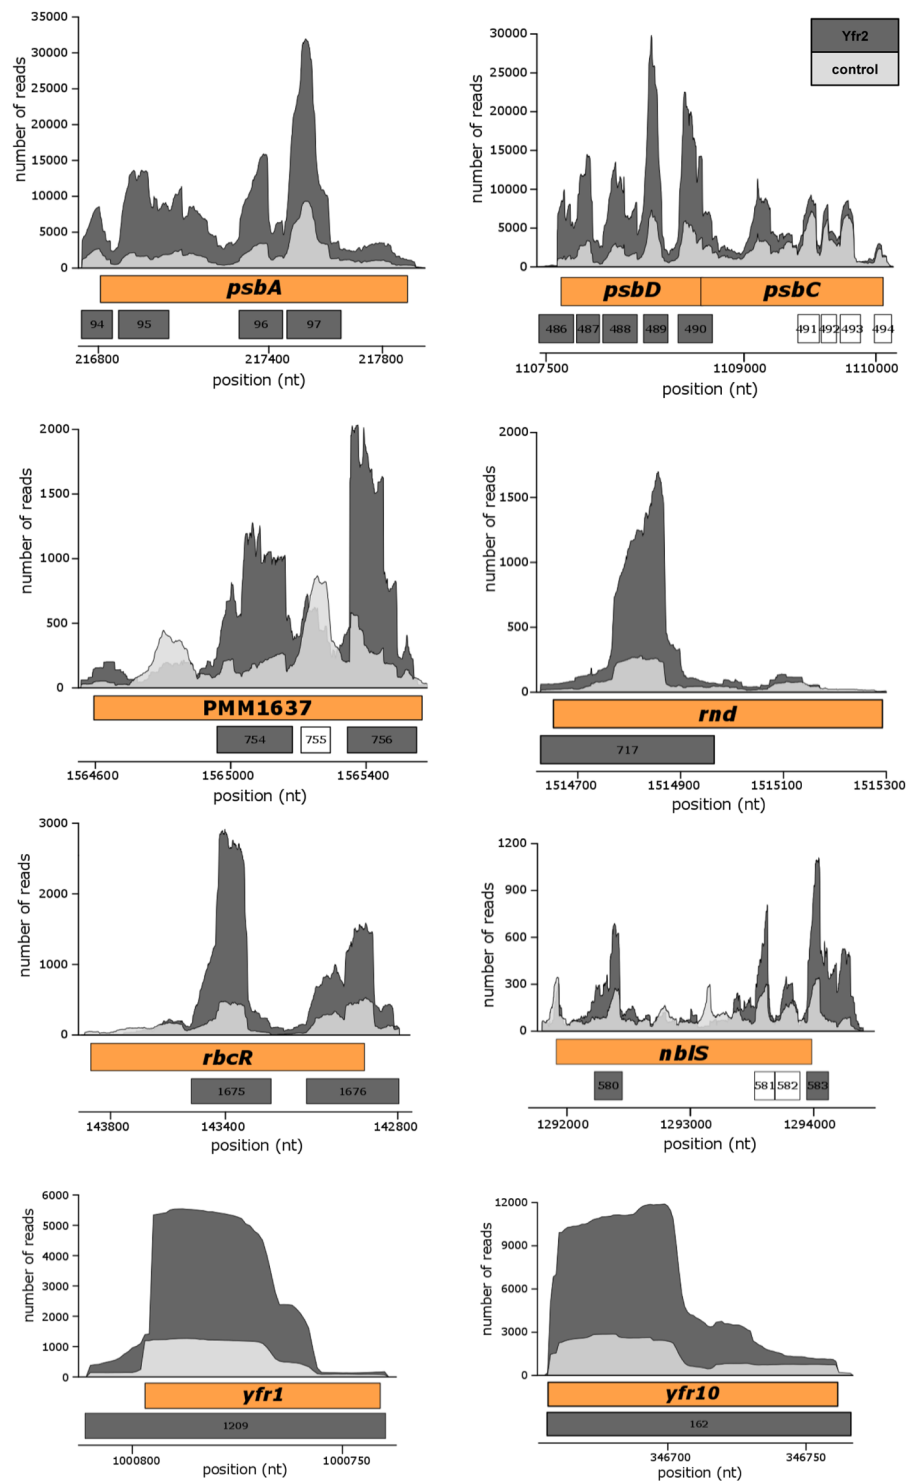 Yfr2
control
number of reads
35000
30000
25000
20000
15000
10000
5000
0
psbA
94 95 96 97
216800 217400 217800
position (nt)
number of reads
30000
25000
20000
15000
10000
5000
0
psbD psbC
486 487 488 489 490 491 492 493 494
1107500 1109000 1110000
position (nt)
number of reads
2000
1500
1000
500
0
PMM1637
754 755 756
1564600 1565000 1565400
position (nt)
number of reads
2000
1500
1000
500
0
rnd
717
1514700 1514900 1515100 1515300
position (nt)
number of reads
3000
2000
1000
0
rbcR
1675 1676
143800 143400 142800
position (nt)
number of reads
1200
900
600
300
0
nblS
580 581 582 583
1292000 1293000 1294000
position (nt)
number of reads
6000
5000
4000
3000
2000
1000
0
yfr1
1209
1000800 1000750
position (nt)
number of reads
12000
9000
6000
3000
0
yfr10
162
346700 346750
position (nt)